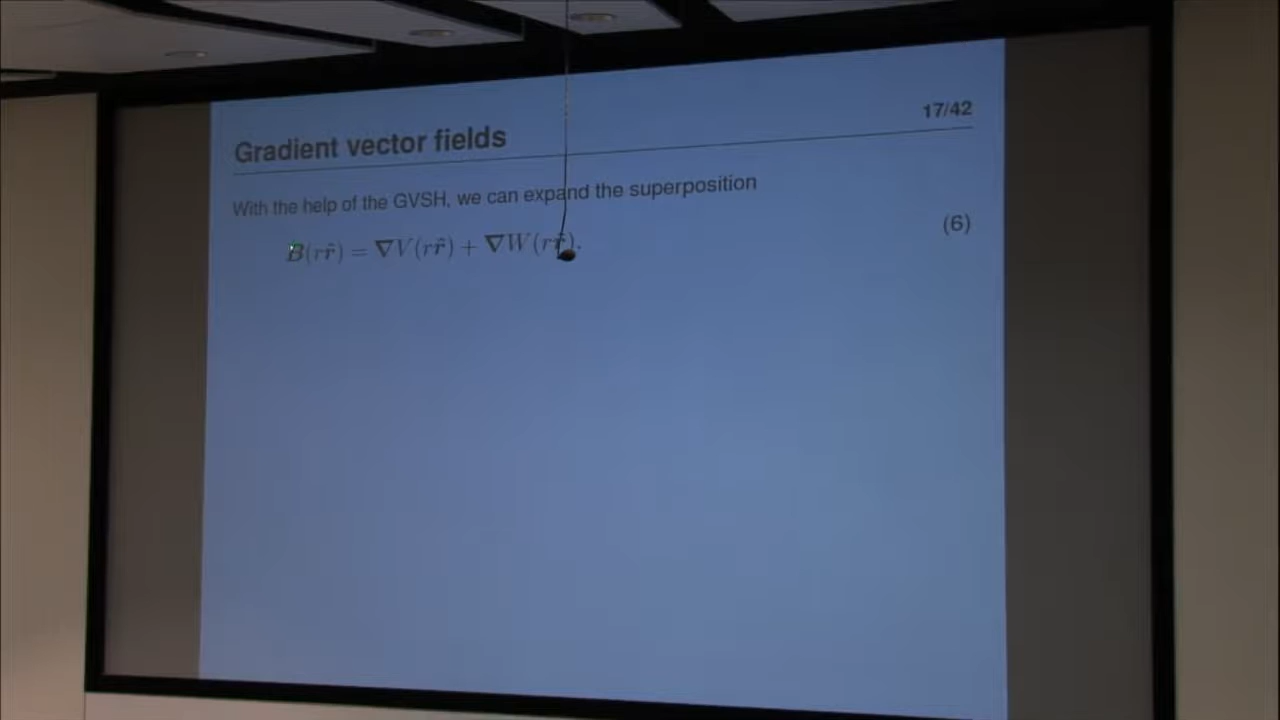 17/42
Gradient vector fields
With the help of the GVSH, we can expand the superposition
B(rr̂) = ∇V(rr̂) + ∇W(rr̂). (6)